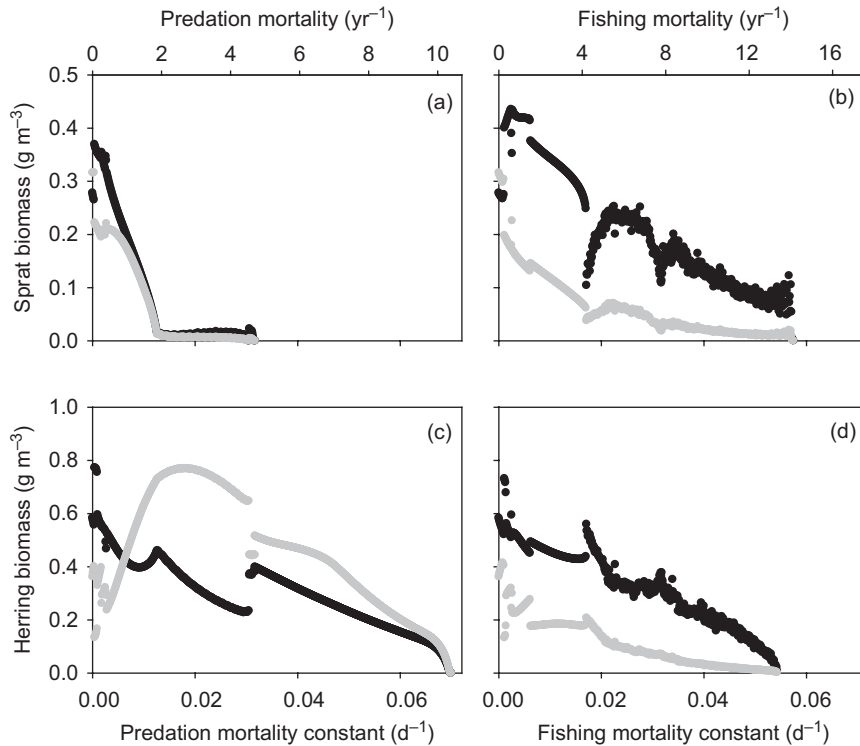 Predation mortality (yr⁻¹)
Fishing mortality (yr⁻¹)
0 2 4 6 8 10
0 4 8 12 16
0.5
0.4
0.3
0.2
0.1
0.0
Sprat biomass (g m⁻³)
(a)
(b)
1.0
0.8
0.6
0.4
0.2
0.0
Herring biomass (g m⁻³)
(c)
(d)
0.00 0.02 0.04 0.06
0.00 0.02 0.04 0.06
Predation mortality constant (d⁻¹)
Fishing mortality constant (d⁻¹)